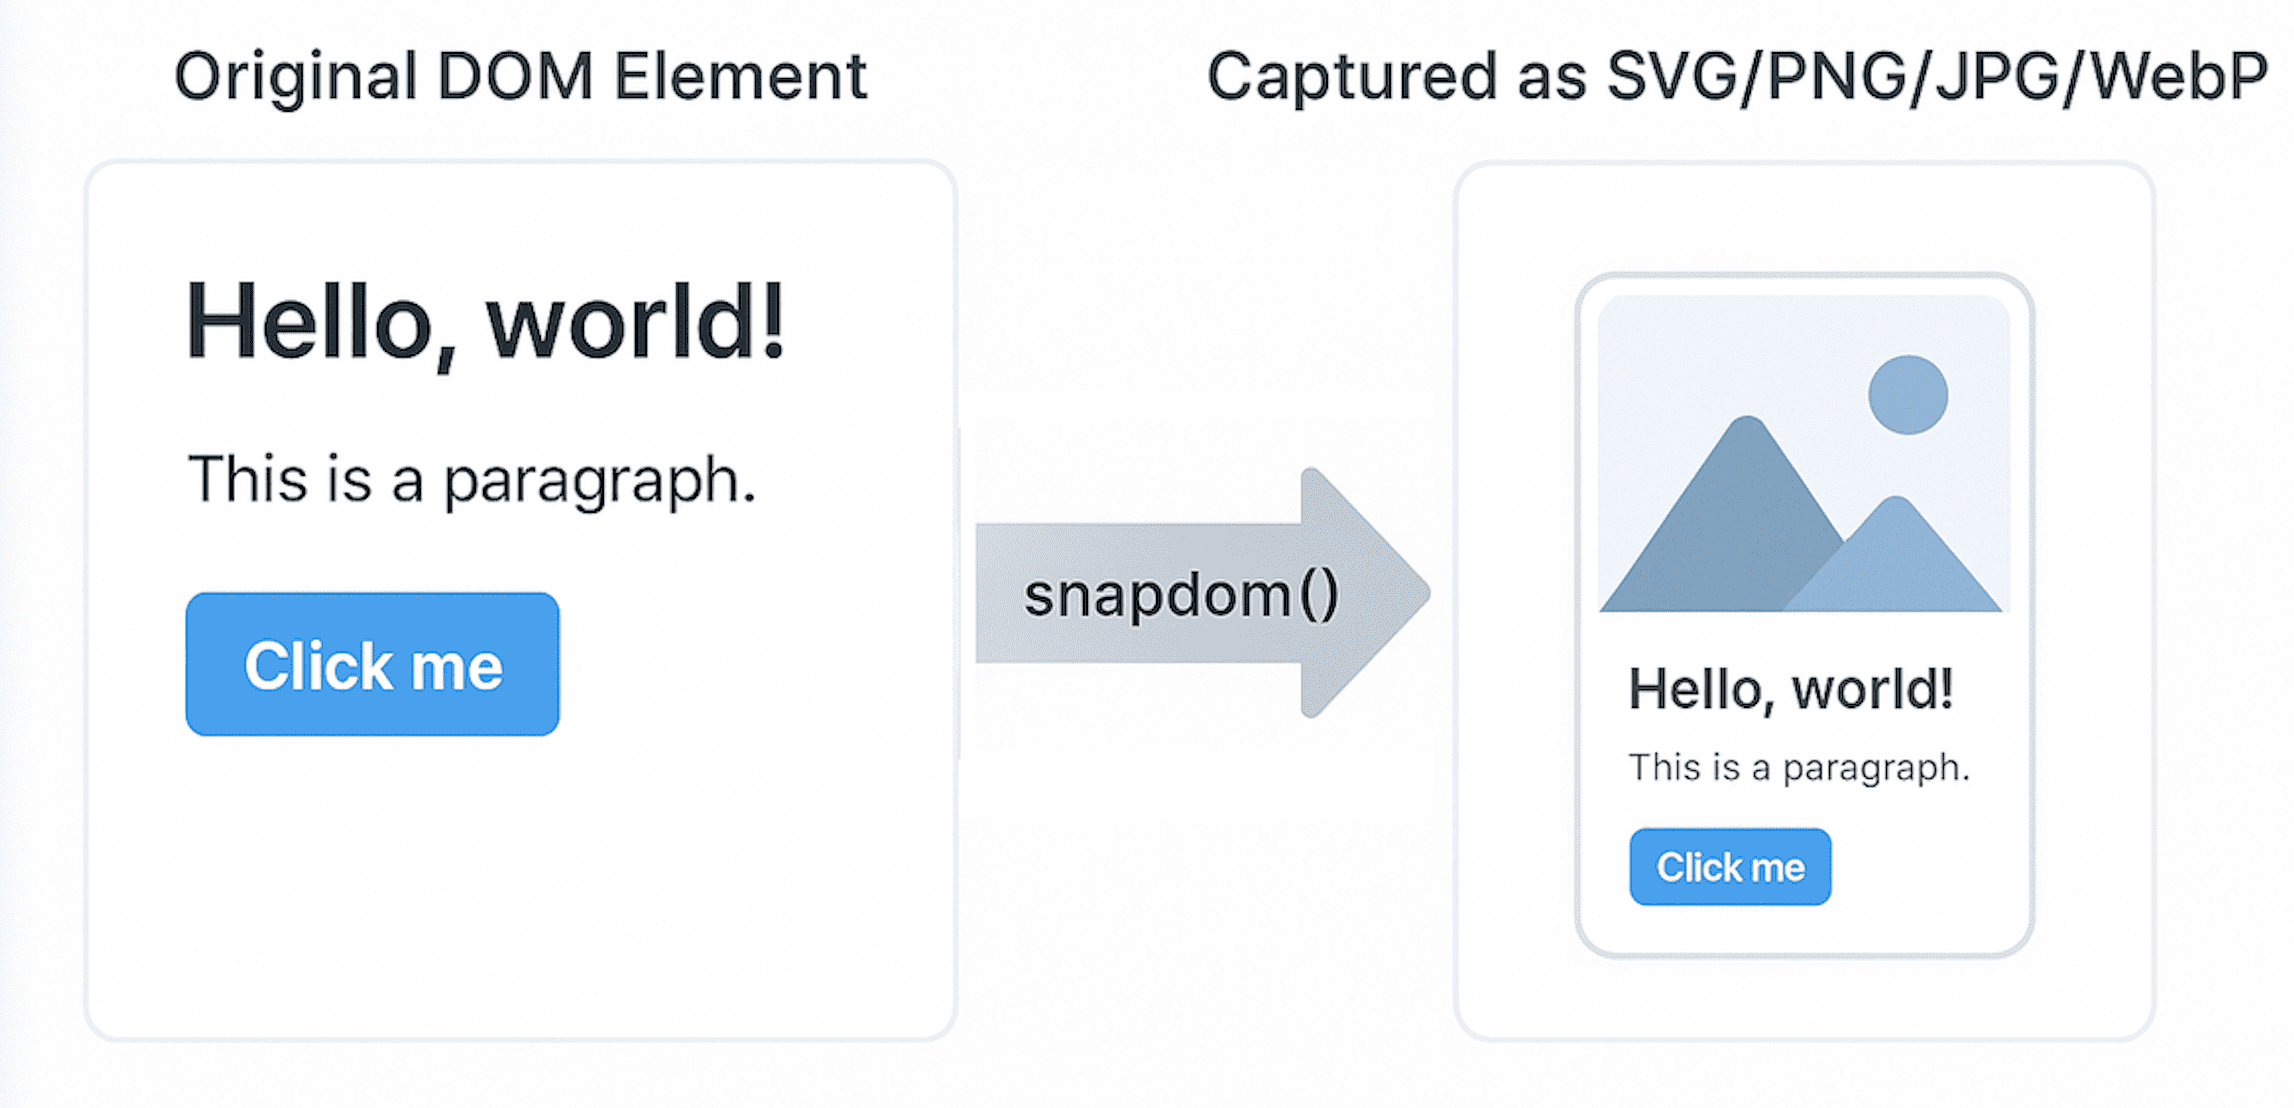 Original DOM Element
Captured as SVG/PNG/JPG/WebP
Hello, world!
This is a paragraph.
Click me
snapdom()
Hello, world!
This is a paragraph.
Click me